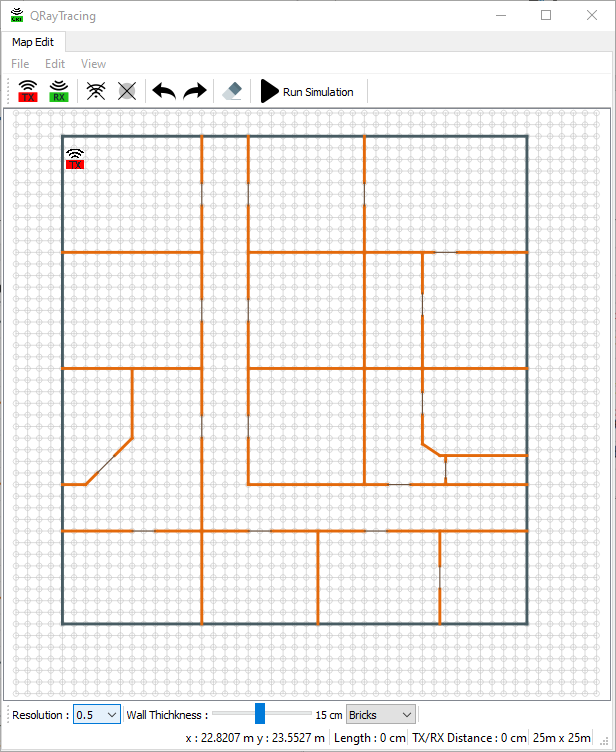 QRayTracing
Map Edit
File Edit View
TX RX Run Simulation
TX
Resolution : 0.5 Wall Thichkness : 15 cm Bricks
x : 22.8207 m y : 23.5527 m Length : 0 cm TX/RX Distance : 0 cm 25m x 25m